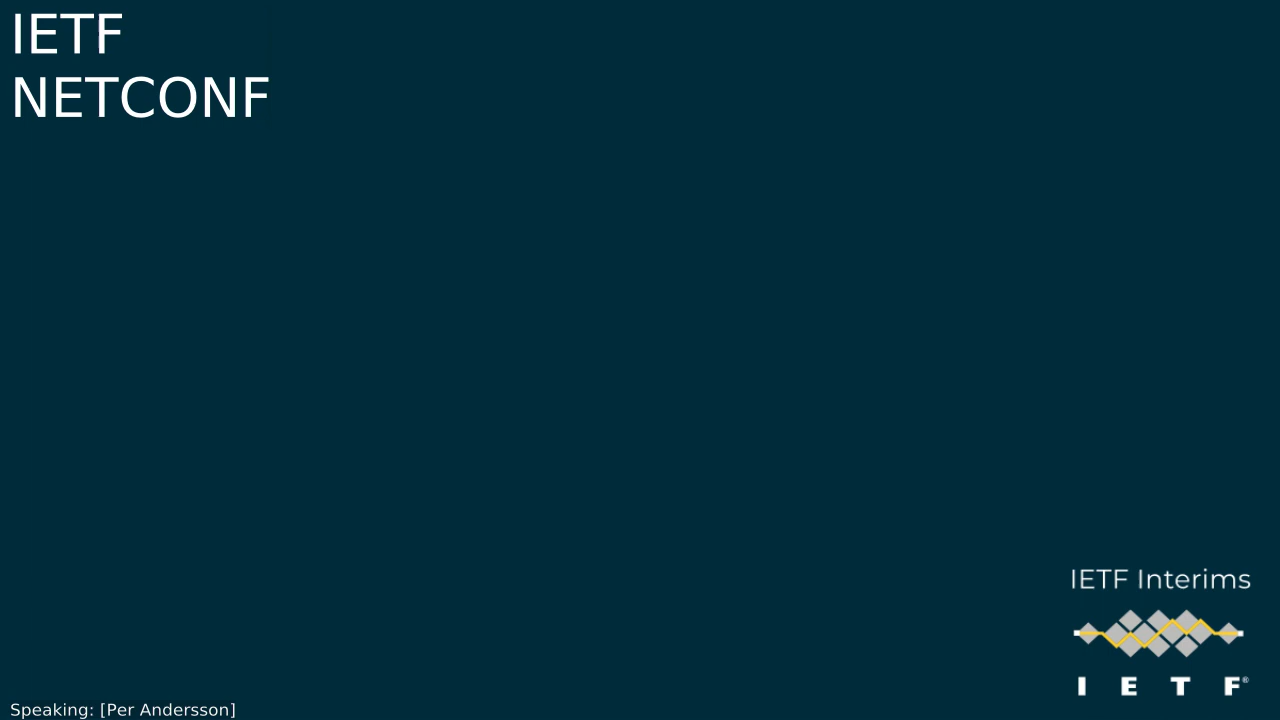 IETF
NETCONF
IETF Interims
I E T F®
Speaking: [Per Andersson]